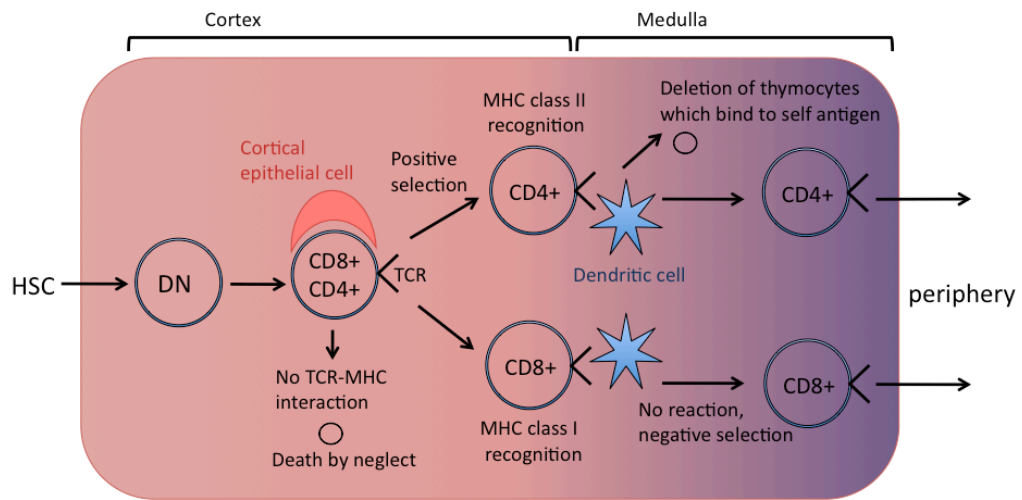 Cortex
Medulla
Cortical
epithelial cell
Positive
selection
MHC class II
recognition
Deletion of thymocytes
which bind to self antigen
HSC
DN
CD8+
CD4+
TCR
CD4+
Dendritic cell
CD4+
periphery
No TCR-MHC
interaction
Death by neglect
CD8+
MHC class I
recognition
No reaction,
negative selection
CD8+